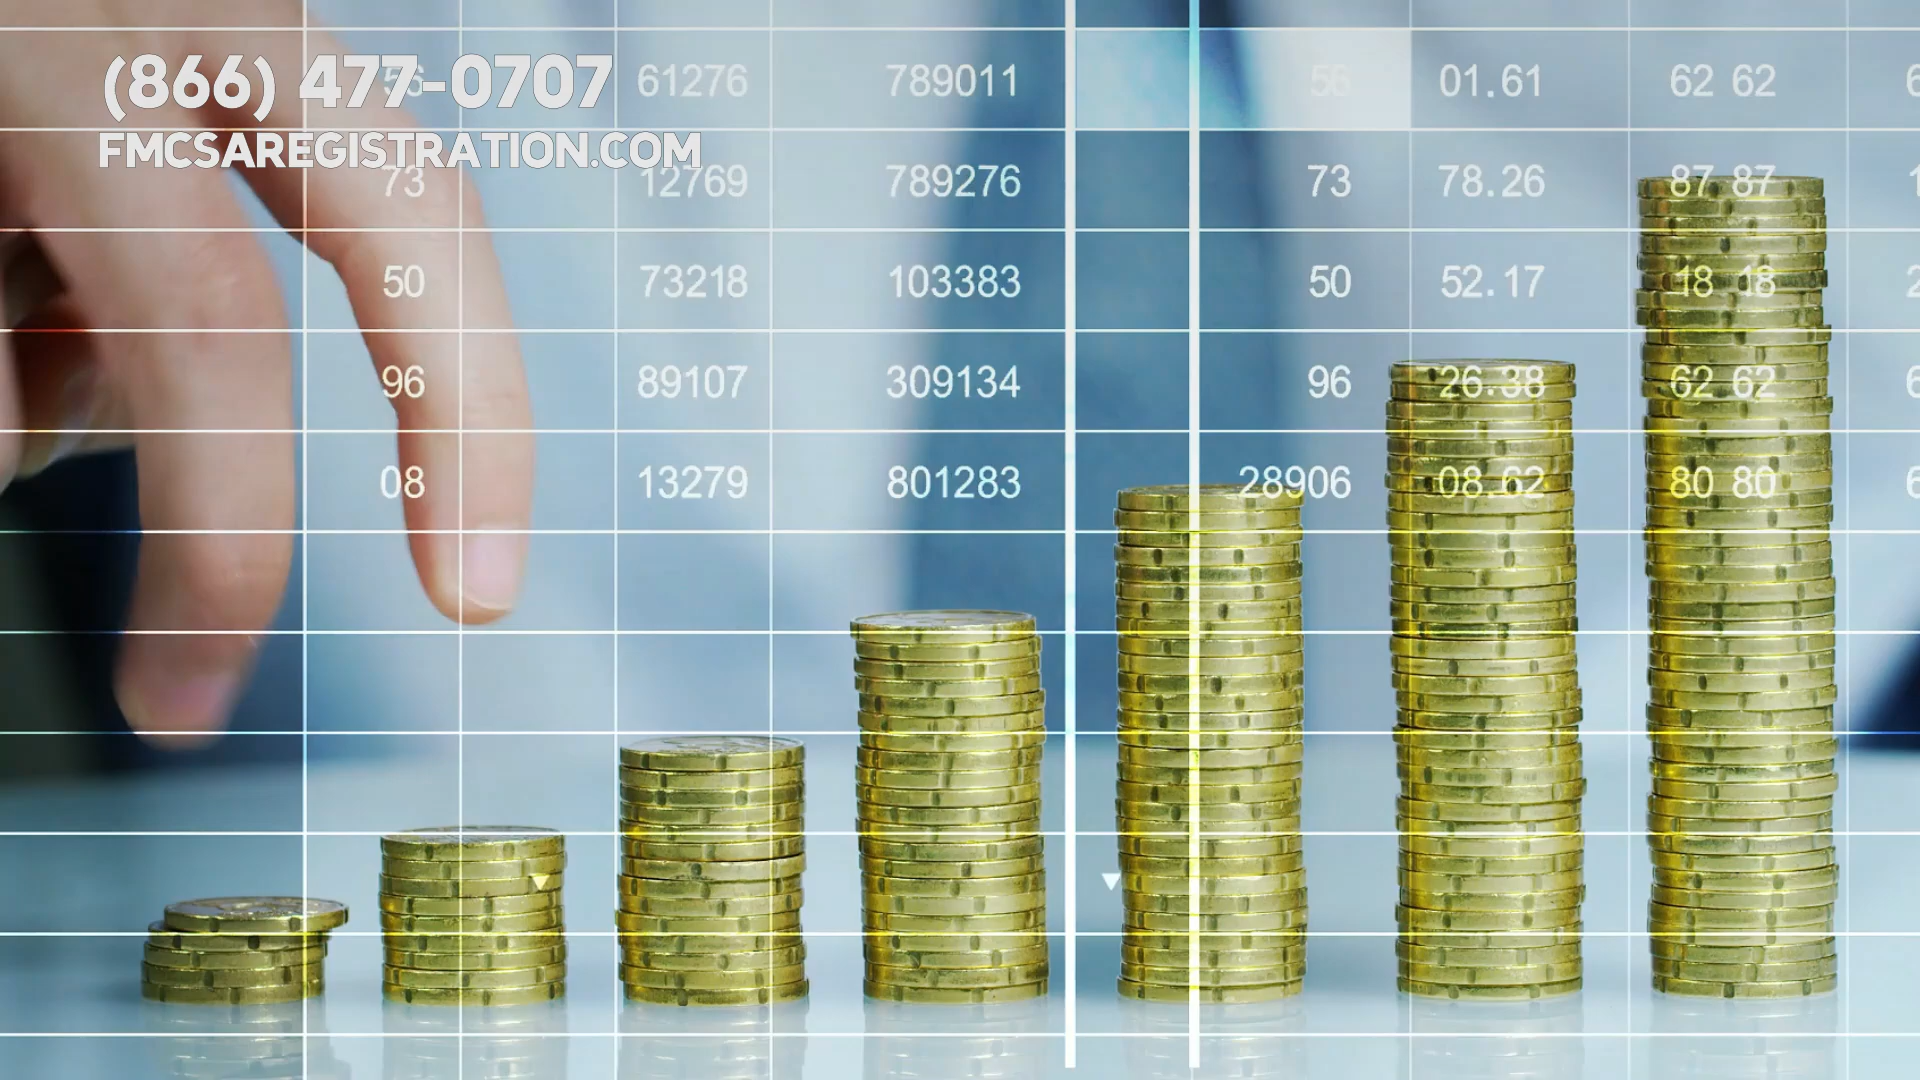 (866) 477-0707
FMCSAREGISTRATION.COM
56 61276 789011 56 01.61 62 62
73 12769 789276 73 78.26 87 87
50 73218 103383 50 52.17 18 18
96 89107 309134 96 26.38 62 62
08 13279 801283 28906 08.62 80 80